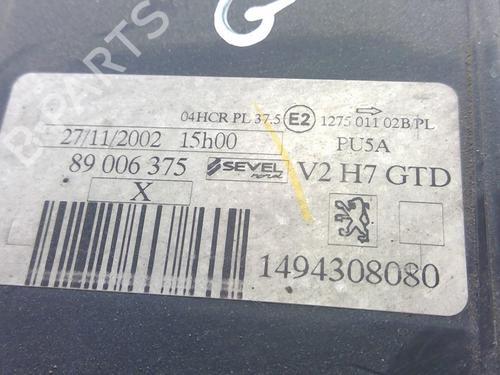 G
B-PARTS
04HCR PL 37.5 E2 1275 011 02B/PL
27/11/2002 15h00 PU5A
89 006 375 SEVEL V2 H7 GTD
X
1494308080